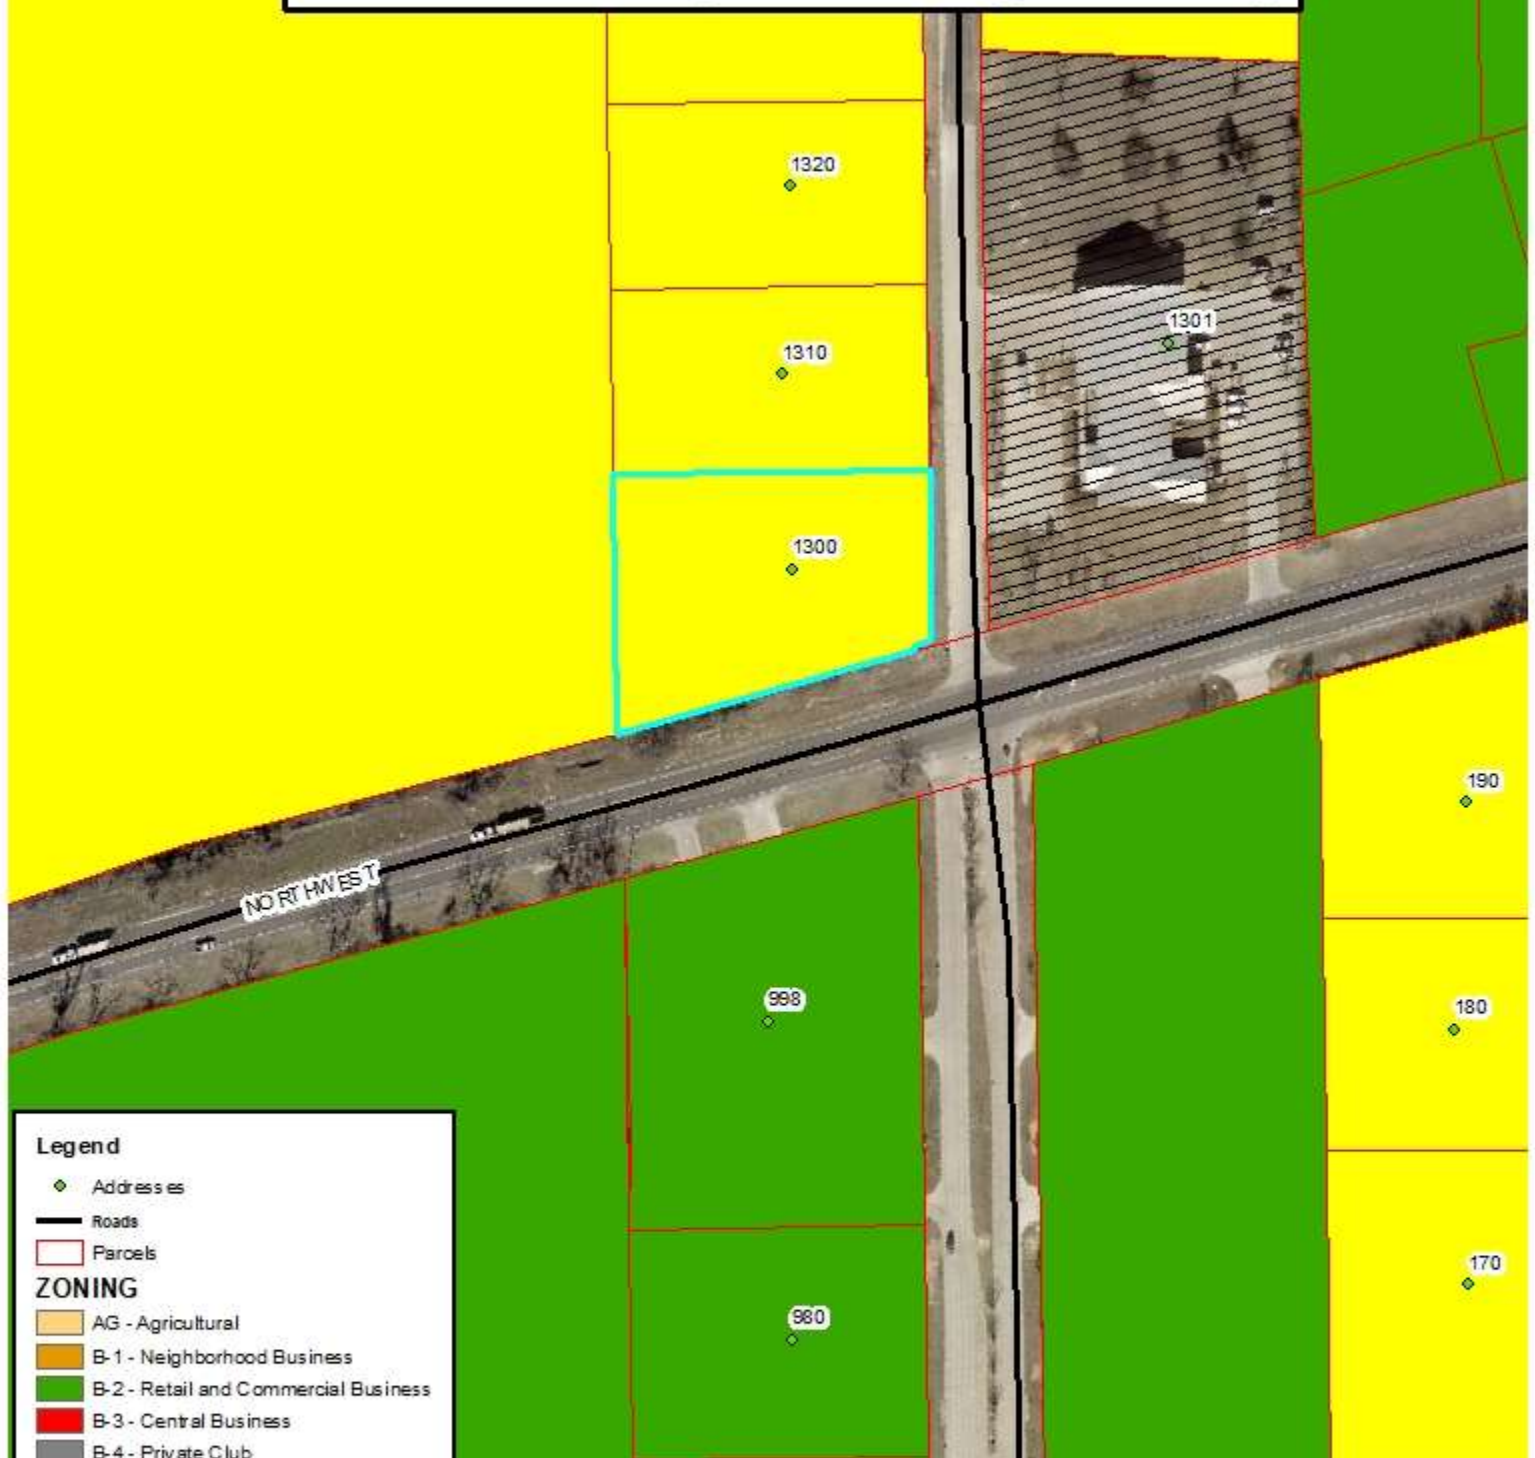 1320
1301
1310
1300
190
NORTHWEST
998
180
170
980
Legend
Addresses
Roads
Parcels
ZONING
AG - Agricultural
B-1 - Neighborhood Business
B-2 - Retail and Commercial Business
B-3 - Central Business
B-4 - Private Club